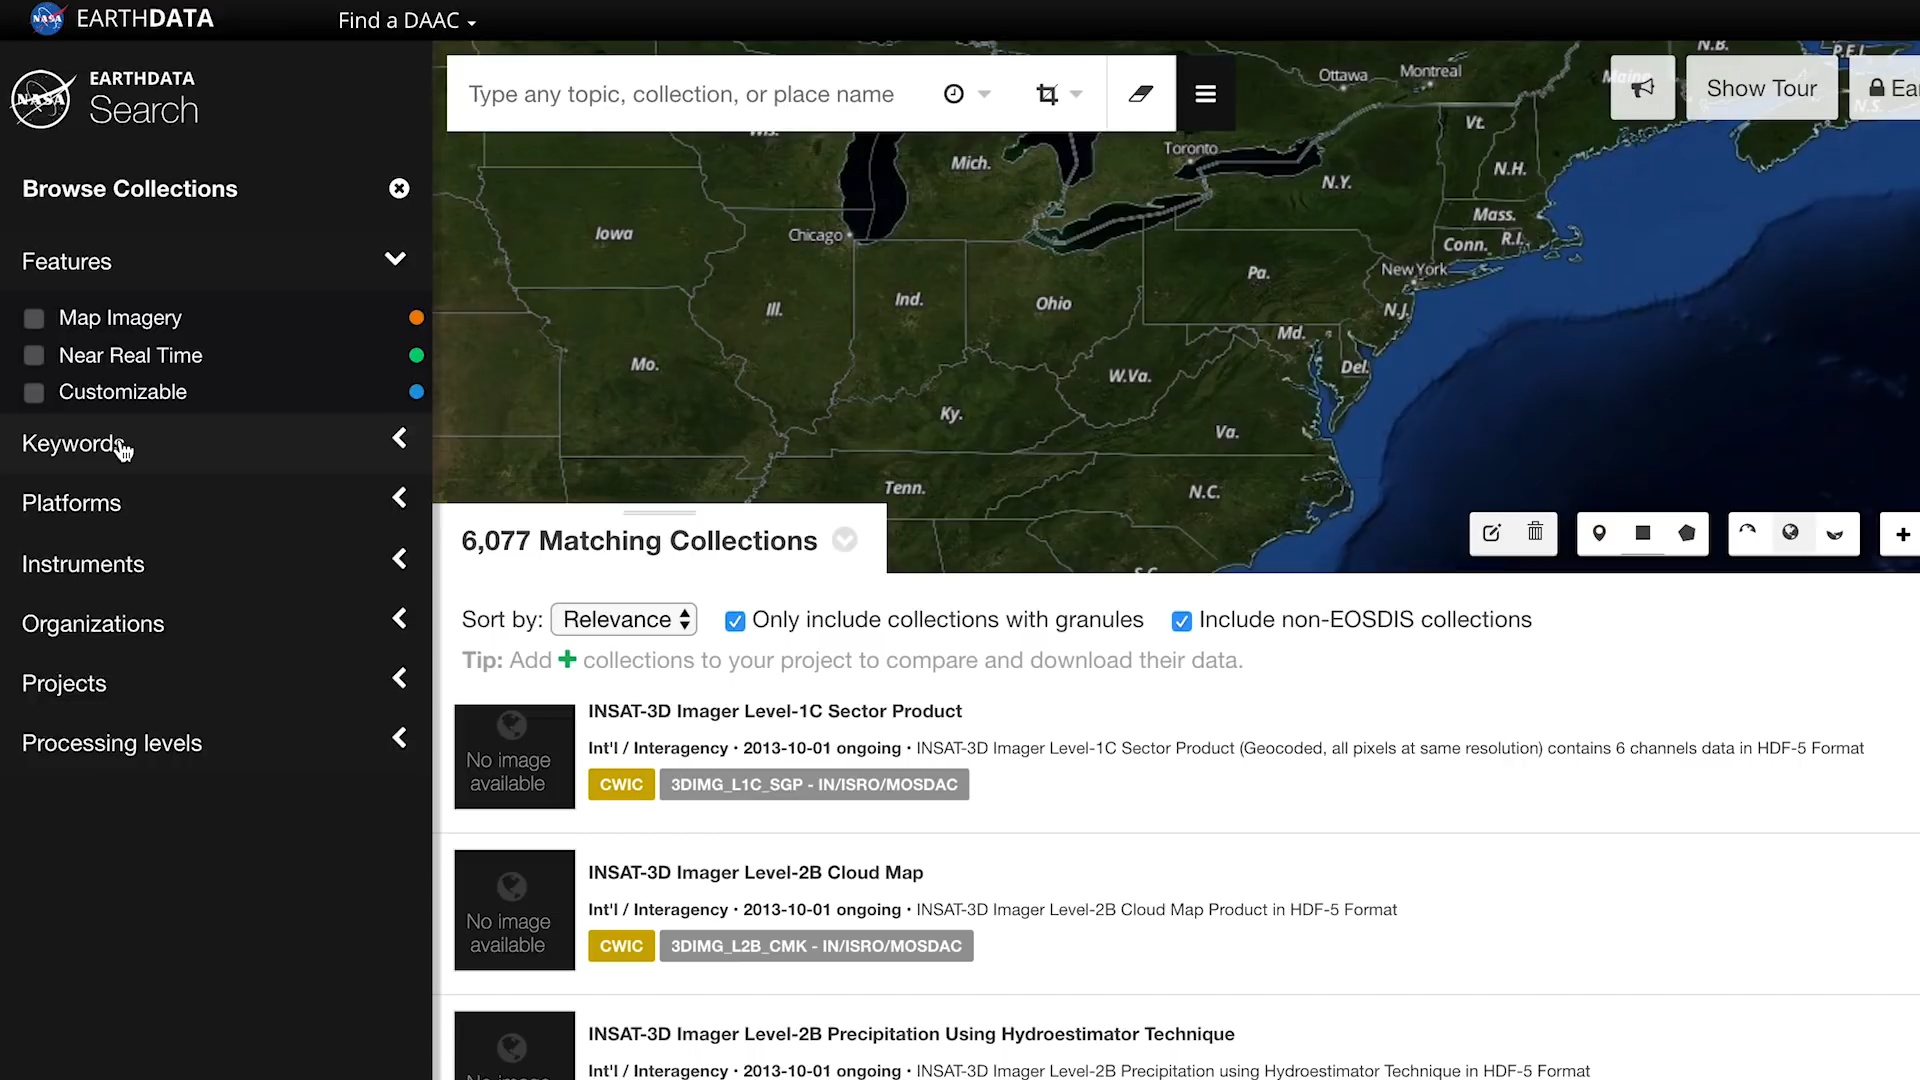 NASA EARTHDATA
Find a DAAC
NASA EARTHDATA
Search
Browse Collections
Features
Map Imagery
Near Real Time
Customizable
Keywords
Platforms
Instruments
Organizations
Projects
Processing levels
Type any topic, collection, or place name
Show Tour
Ear
N.B.
P.E.I.
Maine
N.S.
Ottawa
Montreal
Wis.
Vt.
Toronto
Mich.
N.H.
N.Y.
Mass.
Iowa
Chicago
Conn.
R.I.
New York
Pa.
Ill.
Ind.
Ohio
N.J.
Md.
Mo.
W.Va.
Del.
Ky.
Va.
Tenn.
N.C.
S.C.
6,077 Matching Collections
Sort by: Relevance Only include collections with granules Include non-EOSDIS collections
Tip: Add + collections to your project to compare and download their data.
No image
available
INSAT-3D Imager Level-1C Sector Product
Int'l / Interagency • 2013-10-01 ongoing • INSAT-3D Imager Level-1C Sector Product (Geocoded, all pixels at same resolution) contains 6 channels data in HDF-5 Format
CWIC 3DIMG_L1C_SGP - IN/ISRO/MOSDAC
No image
available
INSAT-3D Imager Level-2B Cloud Map
Int'l / Interagency • 2013-10-01 ongoing • INSAT-3D Imager Level-2B Cloud Map Product in HDF-5 Format
CWIC 3DIMG_L2B_CMK - IN/ISRO/MOSDAC
No image
INSAT-3D Imager Level-2B Precipitation Using Hydroestimator Technique
Int'l / Interagency • 2013-10-01 ongoing • INSAT-3D Imager Level-2B Precipitation using Hydroestimator Technique in HDF-5 Format